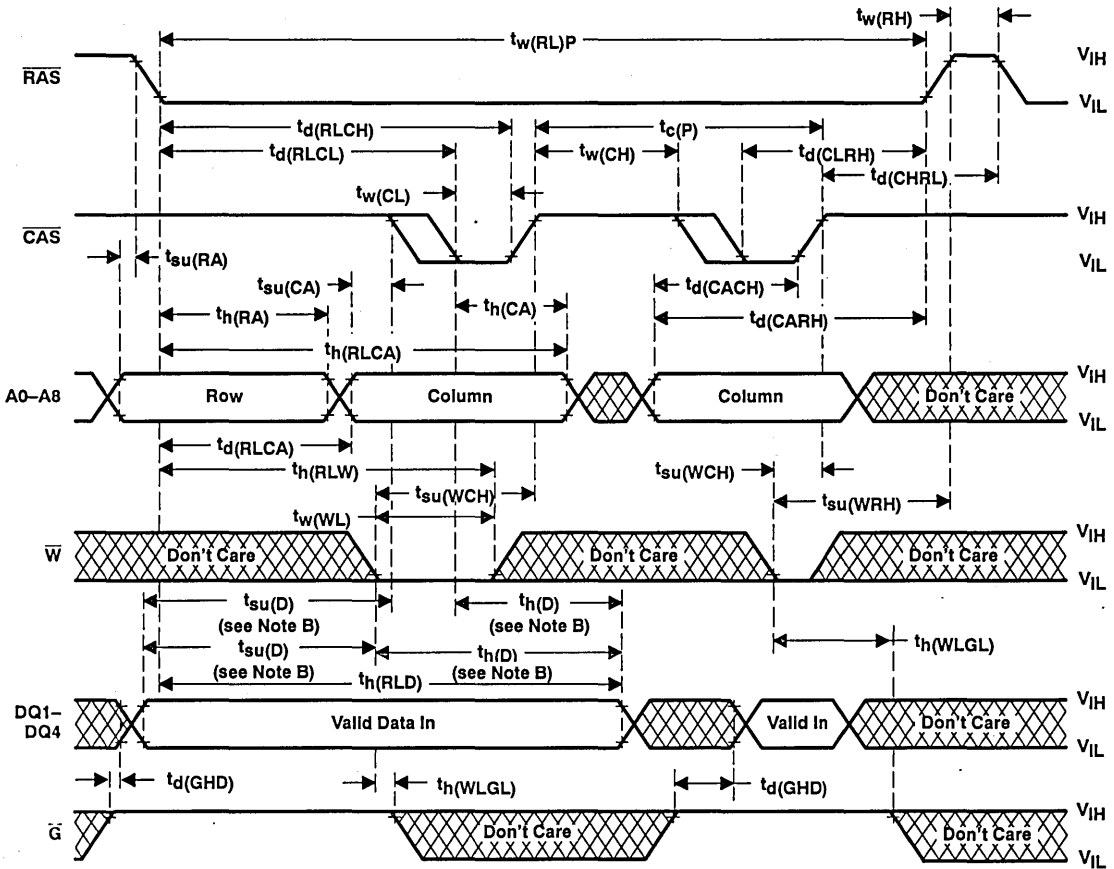 tw(RH)
tw(RL)P
RAS
VIH
VIL
td(RLCH)
tc(P)
td(RLCL)
tw(CH)
td(CLRH)
td(CHRL)
tw(CL)
CAS
VIH
VIL
tsu(RA)
tsu(CA)
th(CA)
td(CACH)
th(RA)
td(CARH)
th(RLCA)
A0–A8
Row
Column
Column
Don't Care
VIH
VIL
td(RLCA)
th(RLW)
tsu(WCH)
tsu(WCH)
tsu(WRH)
tw(WL)
W
Don't Care
Don't Care
Don't Care
VIH
VIL
tsu(D)
(see Note B)
th(D)
(see Note B)
tsu(D)
(see Note B)
th(D)
(see Note B)
th(WLGL)
th(RLD)
DQ1–
DQ4
Valid Data In
Valid In
Don't Care
VIH
VIL
td(GHD)
th(WLGL)
td(GHD)
G
Don't Care
Don't Care
VIH
VIL